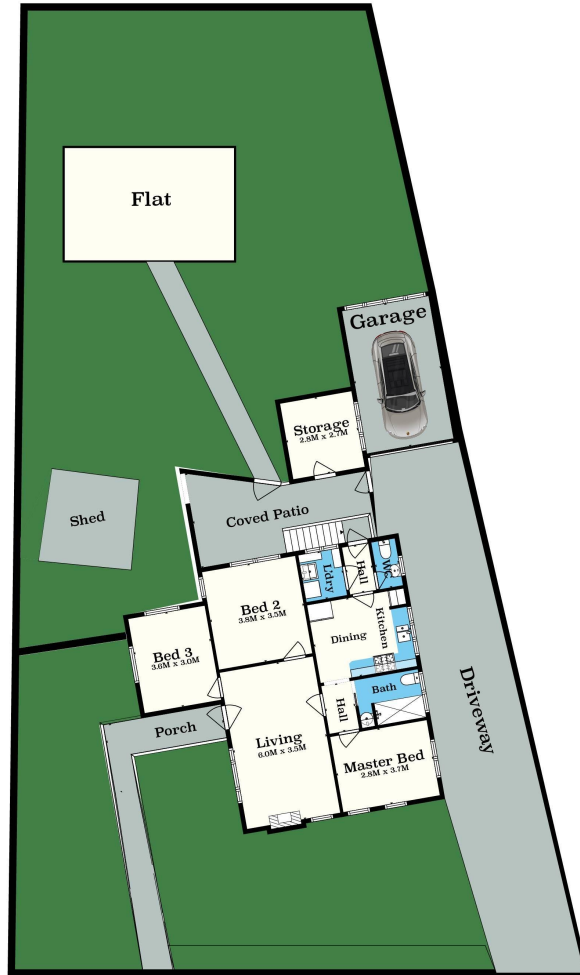 Flat
Garage
Storage
2.8M x 2.7M
Shed
Coved Patio
L'dry
Hall
WC
Bed 2
3.8M x 3.5M
Dining
Kitchen
Bed 3
3.6M x 3.0M
Bath
Hall
Porch
Living
6.0M x 3.5M
Master Bed
2.8M x 3.7M
Driveway